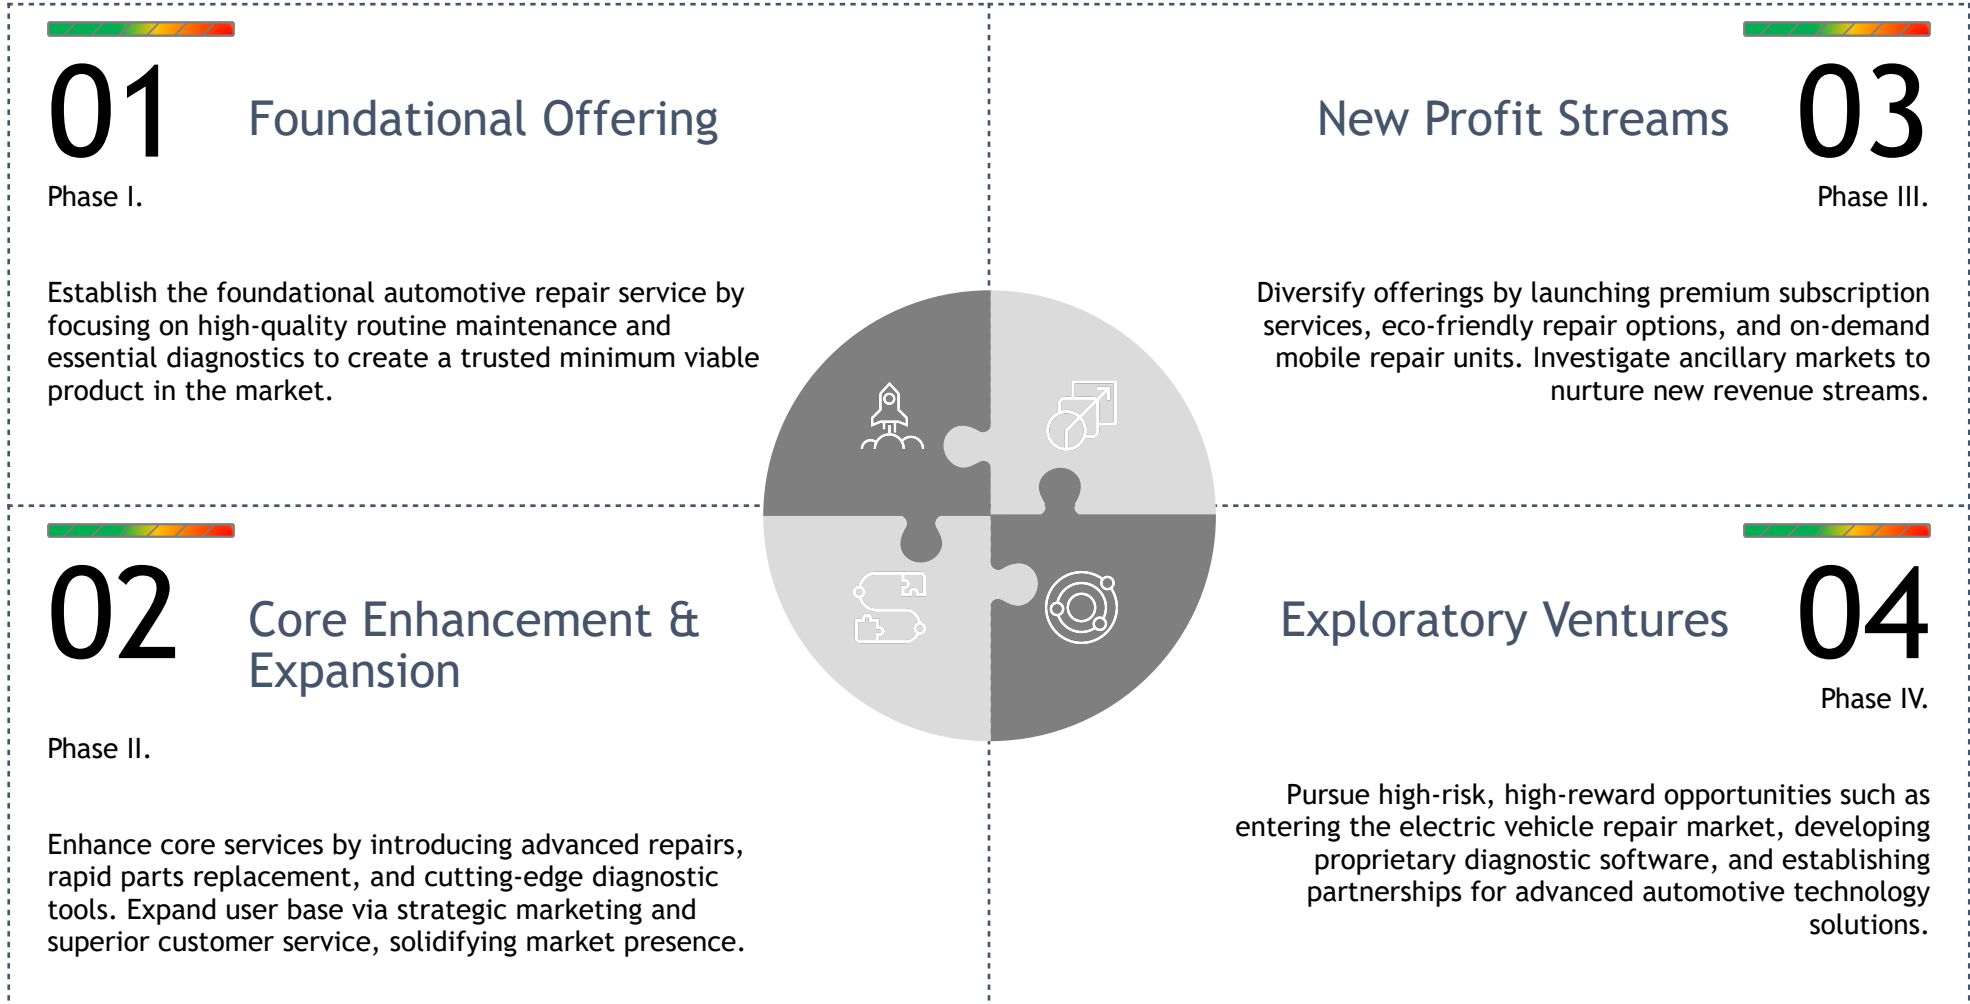 01
Foundational Offering
Phase I.
Establish the foundational automotive repair service by
focusing on high-quality routine maintenance and
essential diagnostics to create a trusted minimum viable
product in the market.
02
Core Enhancement &
Expansion
Phase II.
Enhance core services by introducing advanced repairs,
rapid parts replacement, and cutting-edge diagnostic
tools. Expand user base via strategic marketing and
superior customer service, solidifying market presence.
New Profit Streams
03
Phase III.
Diversify offerings by launching premium subscription
services, eco-friendly repair options, and on-demand
mobile repair units. Investigate ancillary markets to
nurture new revenue streams.
Exploratory Ventures
04
Phase IV.
Pursue high-risk, high-reward opportunities such as
entering the electric vehicle repair market, developing
proprietary diagnostic software, and establishing
partnerships for advanced automotive technology
solutions.